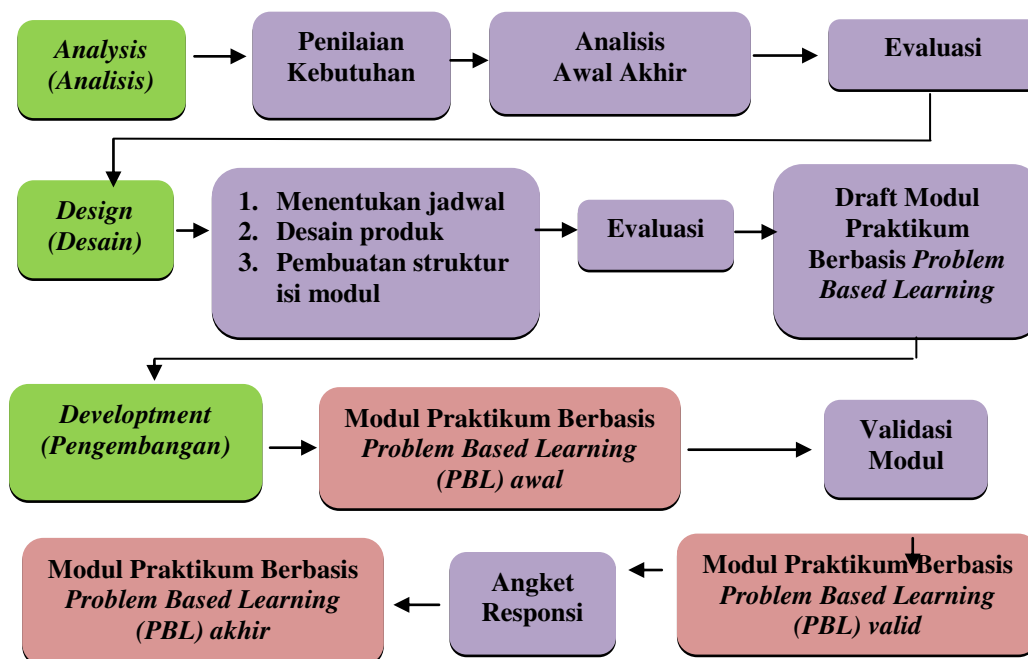 Analysis
(Analisis)
Penilaian
Kebutuhan
Analisis
Awal Akhir
Evaluasi
Design
(Desain)
1. Menentukan jadwal
2. Desain produk
3. Pembuatan struktur
isi modul
Evaluasi
Draft Modul
Praktikum
Berbasis Problem
Based Learning
Developtment
(Pengembangan)
Modul Praktikum Berbasis
Problem Based Learning
(PBL) awal
Validasi
Modul
Modul Praktikum Berbasis
Problem Based Learning
(PBL) valid
Angket
Responsi
Modul Praktikum Berbasis
Problem Based Learning
(PBL) akhir